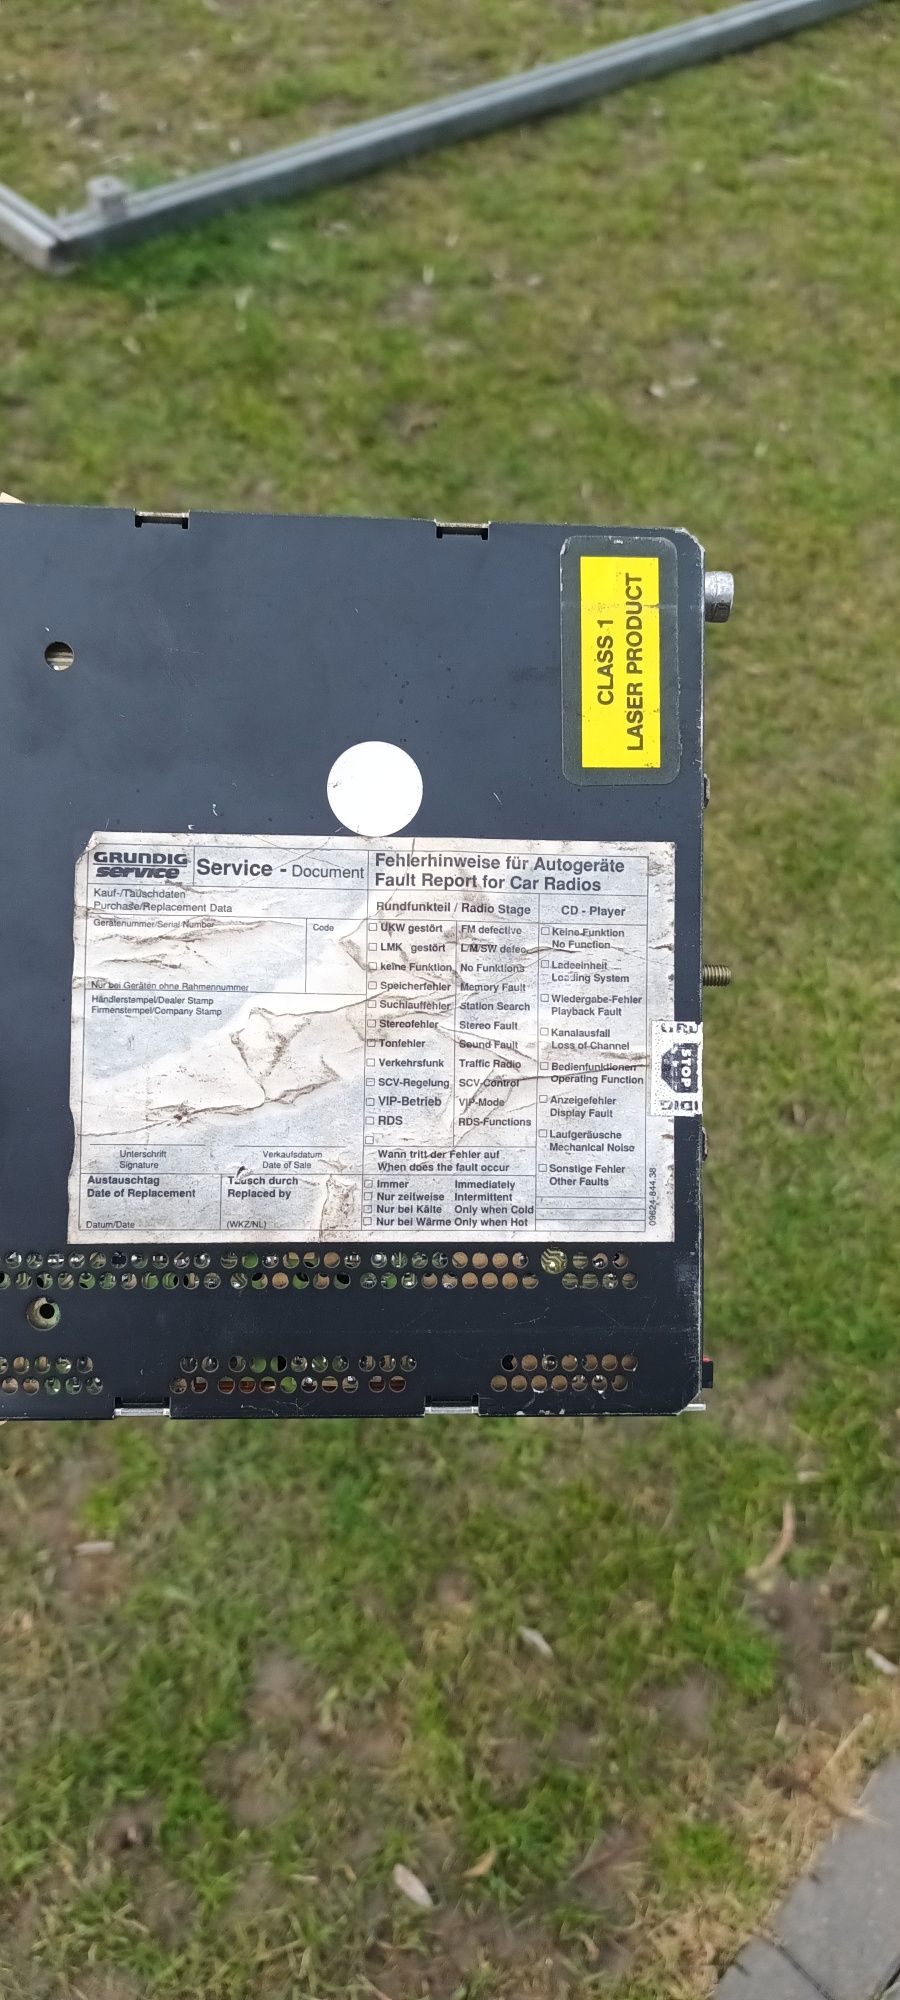 CLASS 1
LASER PRODUCT
GRUNDIG
service
Service - Document
Fehlerhinweise für Autogeräte
Fault Report for Car Radios
Kauf-/Tauschdaten
Purchase/Replacement Data
Gerätenummer/Serial Number
Code
Nur bei Geräten ohne Rahmennummer
Händlerstempel/Dealer Stamp
Firmenstempel/Company Stamp
Unterschrift
Signature
Verkaufsdatum
Date of Sale
Austauschtag
Date of Replacement
Datum/Date
Tausch durch
Replaced by
(WKZ/NL)
Rundfunkteil / Radio Stage
UKW gestört FM defective
LMK gestört L/M/SW defec.
keine Funktion No Funktions
Speicherfehler Memory Fault
Suchlauffehler Station Search
Stereofehler Stereo Fault
Tonfehler Sound Fault
Verkehrsfunk Traffic Radio
SCV-Regelung SCV-Control
VIP-Betrieb VIP-Mode
RDS RDS-Functions
Wann tritt der Fehler auf
When does the fault occur
Immer Immediately
Nur zeitweise Intermittent
Nur bei Kälte Only when Cold
Nur bei Wärme Only when Hot
CD - Player
Keine Funktion
No Function
Ladeeinheit
Loading System
Wiedergabe-Fehler
Playback Fault
Kanalausfall
Loss of Channel
Bedienfunktionen
Operating Function
Anzeigefehler
Display Fault
Laufgeräusche
Mechanical Noise
Sonstige Fehler
Other Faults
09624-844.38
STOP